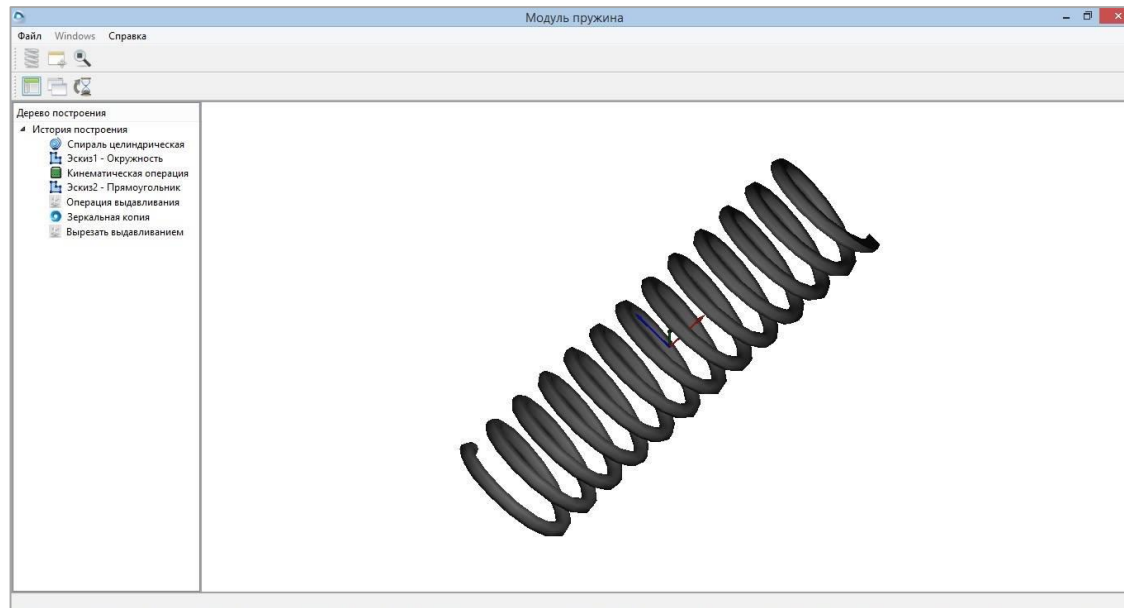 Модуль пружина
Файл Windows Справка
Дерево построения
История построения
Спираль цилиндрическая
Эскиз1 - Окружность
Кинематическая операция
Эскиз2 - Прямоугольник
Операция выдавливания
Зеркальная копия
Вырезать выдавливанием